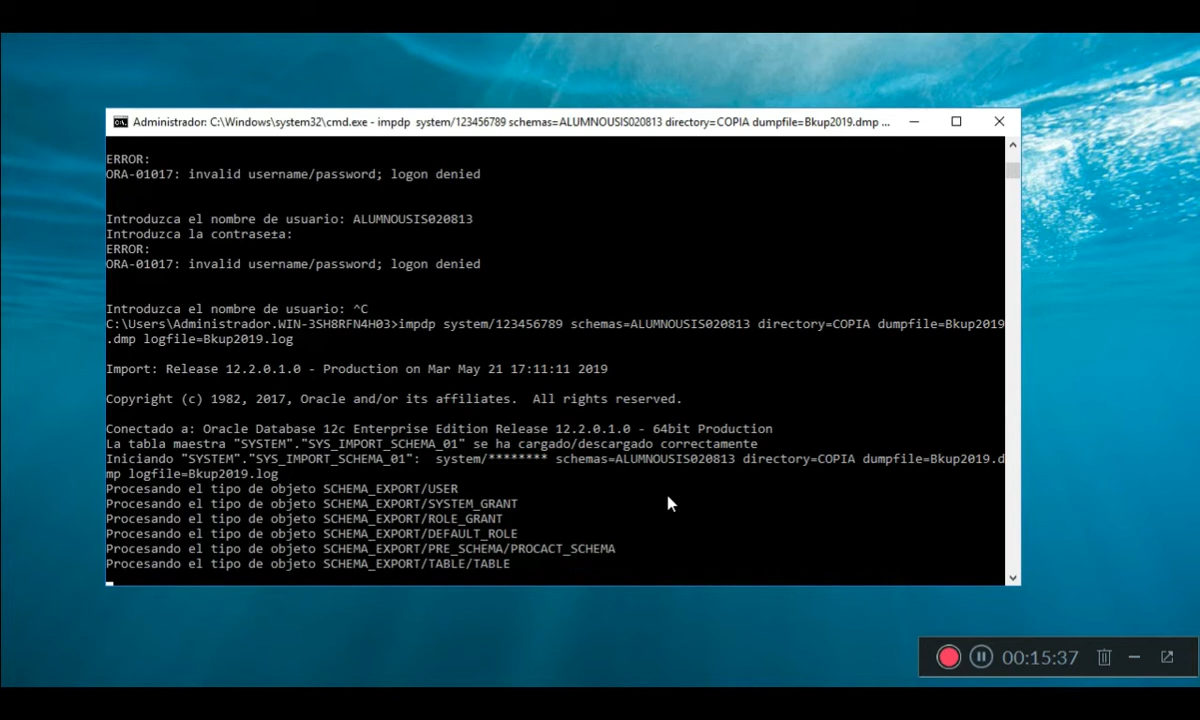 Administrador: C:\Windows\system32\cmd.exe - impdp  system/123456789 schemas=ALUMNOUSIS020813 directory=COPIA dumpfile=Bkup2019.dmp ...
ERROR:
ORA-01017: invalid username/password; logon denied
Introduzca el nombre de usuario: ALUMNOUSIS020813
Introduzca la contrase±a:
ERROR:
ORA-01017: invalid username/password; logon denied
Introduzca el nombre de usuario: ^C
C:\Users\Administrador.WIN-3SH8RFN4H03>impdp system/123456789 schemas=ALUMNOUSIS020813 directory=COPIA dumpfile=Bkup2019
.dmp logfile=Bkup2019.log
Import: Release 12.2.0.1.0 - Production on Mar May 21 17:11:11 2019
Copyright (c) 1982, 2017, Oracle and/or its affiliates.  All rights reserved.
Conectado a: Oracle Database 12c Enterprise Edition Release 12.2.0.1.0 - 64bit Production
La tabla maestra "SYSTEM"."SYS_IMPORT_SCHEMA_01" se ha cargado/descargado correctamente
Iniciando "SYSTEM"."SYS_IMPORT_SCHEMA_01":  system/******** schemas=ALUMNOUSIS020813 directory=COPIA dumpfile=Bkup2019.d
mp logfile=Bkup2019.log
Procesando el tipo de objeto SCHEMA_EXPORT/USER
Procesando el tipo de objeto SCHEMA_EXPORT/SYSTEM_GRANT
Procesando el tipo de objeto SCHEMA_EXPORT/ROLE_GRANT
Procesando el tipo de objeto SCHEMA_EXPORT/DEFAULT_ROLE
Procesando el tipo de objeto SCHEMA_EXPORT/PRE_SCHEMA/PROCACT_SCHEMA
Procesando el tipo de objeto SCHEMA_EXPORT/TABLE/TABLE
00:15:37